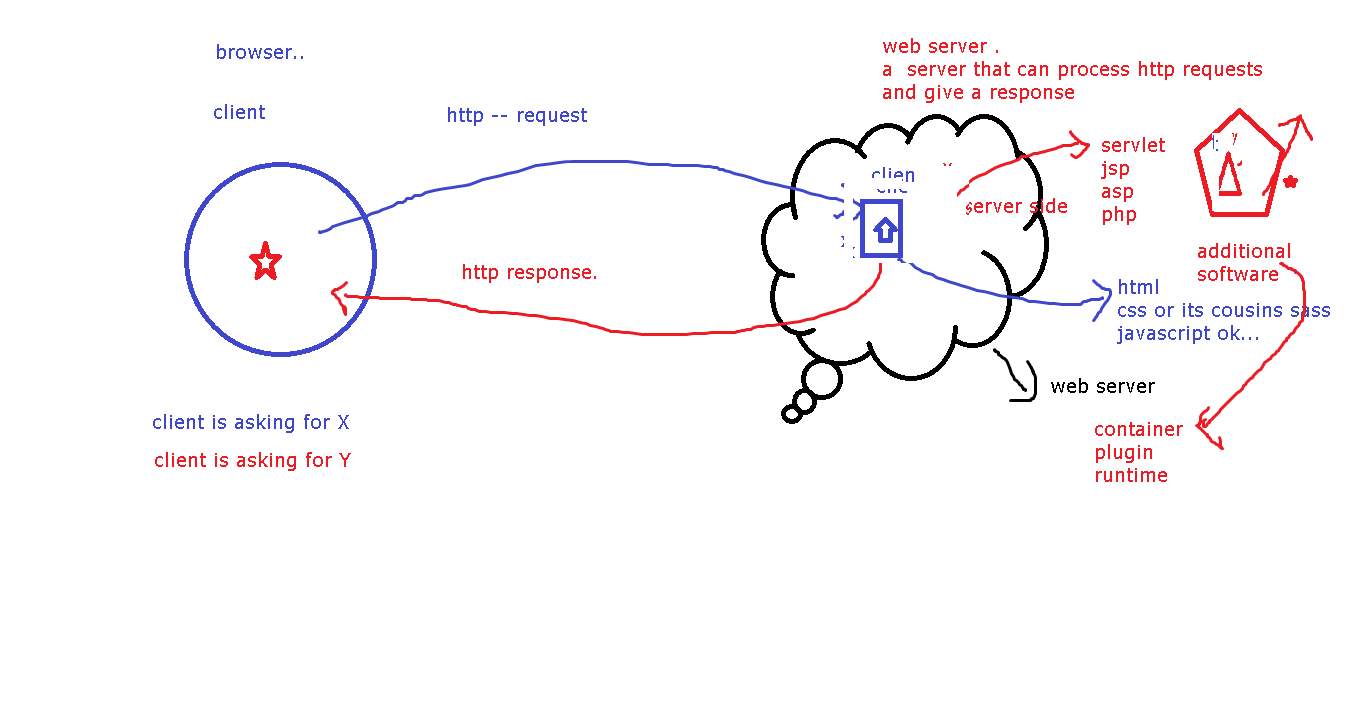 browser..
client
http -- request
web server .
a  server that can process http requests
and give a response
clien
server side
servlet
jsp
asp
php
additional
software
http response.
html
css or its cousins sass
javascript ok...
web server
client is asking for X
client is asking for Y
container
plugin
runtime